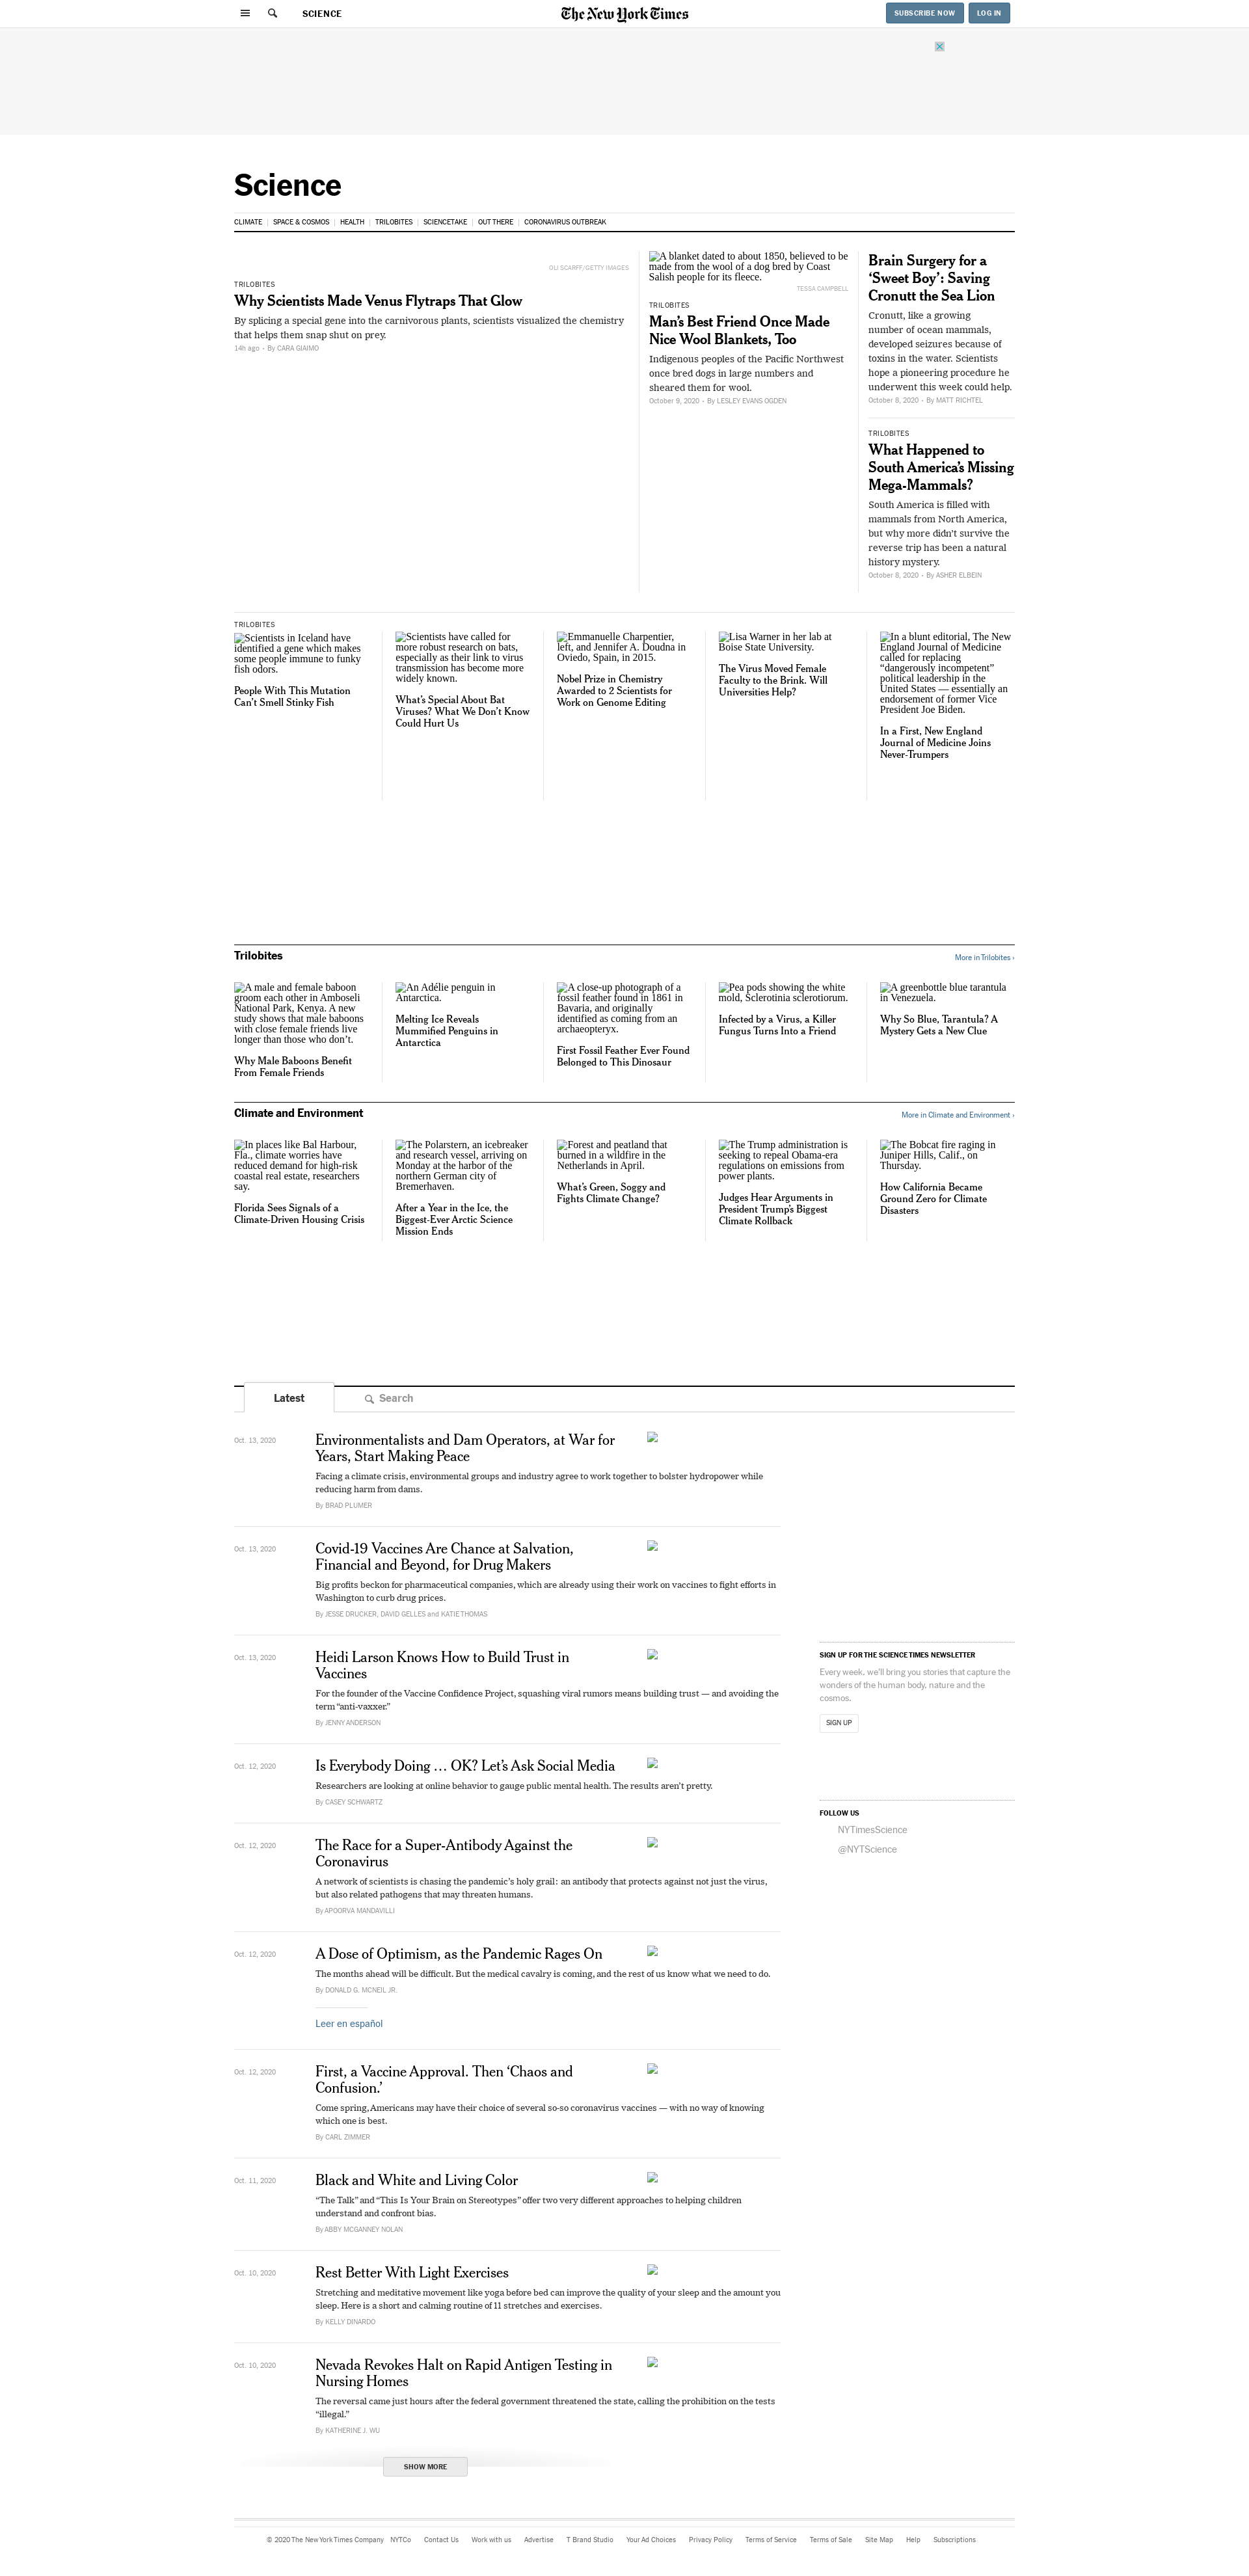 SCIENCE
The New York Times
SUBSCRIBE NOW
LOG IN
Science
CLIMATE
SPACE & COSMOS
HEALTH
TRILOBITES
SCIENCETAKE
OUT THERE
CORONAVIRUS OUTBREAK
OLI SCARFF/GETTY IMAGES
TRILOBITES
Why Scientists Made Venus Flytraps That Glow
By splicing a special gene into the carnivorous plants, scientists visualized the chemistry
that helps them snap shut on prey.
14h ago • By CARA GIAIMO
A blanket dated to about 1850, believed to be
made from the wool of a dog bred by Coast
Salish people for its fleece.
TESSA CAMPBELL
TRILOBITES
Man’s Best Friend Once Made
Nice Wool Blankets, Too
Indigenous peoples of the Pacific Northwest
once bred dogs in large numbers and
sheared them for wool.
October 9, 2020 • By LESLEY EVANS OGDEN
Brain Surgery for a
‘Sweet Boy’: Saving
Cronutt the Sea Lion
Cronutt, like a growing
number of ocean mammals,
developed seizures because of
toxins in the water. Scientists
hope a pioneering procedure he
underwent this week could help.
October 8, 2020 • By MATT RICHTEL
TRILOBITES
What Happened to
South America’s Missing
Mega-Mammals?
South America is filled with
mammals from North America,
but why more didn’t survive the
reverse trip has been a natural
history mystery.
October 8, 2020 • By ASHER ELBEIN
TRILOBITES
Scientists in Iceland have
identified a gene which makes
some people immune to funky
fish odors.
People With This Mutation
Can’t Smell Stinky Fish
Scientists have called for
more robust research on bats,
especially as their link to virus
transmission has become more
widely known.
What’s Special About Bat
Viruses? What We Don’t Know
Could Hurt Us
Emmanuelle Charpentier,
left, and Jennifer A. Doudna in
Oviedo, Spain, in 2015.
Nobel Prize in Chemistry
Awarded to 2 Scientists for
Work on Genome Editing
Lisa Warner in her lab at
Boise State University.
The Virus Moved Female
Faculty to the Brink. Will
Universities Help?
In a blunt editorial, The New
England Journal of Medicine
called for replacing
“dangerously incompetent”
political leadership in the
United States — essentially an
endorsement of former Vice
President Joe Biden.
In a First, New England
Journal of Medicine Joins
Never-Trumpers
Trilobites
More in Trilobites ›
A male and female baboon
groom each other in Amboseli
National Park, Kenya. A new
study shows that male baboons
with close female friends live
longer than those who don’t.
Why Male Baboons Benefit
From Female Friends
An Adélie penguin in
Antarctica.
Melting Ice Reveals
Mummified Penguins in
Antarctica
A close-up photograph of a
fossil feather found in 1861 in
Bavaria, and originally
identified as coming from an
archaeopteryx.
First Fossil Feather Ever Found
Belonged to This Dinosaur
Pea pods showing the white
mold, Sclerotinia sclerotiorum.
Infected by a Virus, a Killer
Fungus Turns Into a Friend
A greenbottle blue tarantula
in Venezuela.
Why So Blue, Tarantula? A
Mystery Gets a New Clue
Climate and Environment
More in Climate and Environment ›
In places like Bal Harbour,
Fla., climate worries have
reduced demand for high-risk
coastal real estate, researchers
say.
Florida Sees Signals of a
Climate-Driven Housing Crisis
The Polarstern, an icebreaker
and research vessel, arriving on
Monday at the harbor of the
northern German city of
Bremerhaven.
After a Year in the Ice, the
Biggest-Ever Arctic Science
Mission Ends
Forest and peatland that
burned in a wildfire in the
Netherlands in April.
What’s Green, Soggy and
Fights Climate Change?
The Trump administration is
seeking to repeal Obama-era
regulations on emissions from
power plants.
Judges Hear Arguments in
President Trump’s Biggest
Climate Rollback
The Bobcat fire raging in
Juniper Hills, Calif., on
Thursday.
How California Became
Ground Zero for Climate
Disasters
Latest
Search
Oct. 13, 2020
Environmentalists and Dam Operators, at War for
Years, Start Making Peace
Facing a climate crisis, environmental groups and industry agree to work together to bolster hydropower while
reducing harm from dams.
By BRAD PLUMER
Oct. 13, 2020
Covid-19 Vaccines Are Chance at Salvation,
Financial and Beyond, for Drug Makers
Big profits beckon for pharmaceutical companies, which are already using their work on vaccines to fight efforts in
Washington to curb drug prices.
By JESSE DRUCKER, DAVID GELLES and KATIE THOMAS
Oct. 13, 2020
Heidi Larson Knows How to Build Trust in
Vaccines
For the founder of the Vaccine Confidence Project, squashing viral rumors means building trust — and avoiding the
term “anti-vaxxer.”
By JENNY ANDERSON
Oct. 12, 2020
Is Everybody Doing … OK? Let’s Ask Social Media
Researchers are looking at online behavior to gauge public mental health. The results aren’t pretty.
By CASEY SCHWARTZ
Oct. 12, 2020
The Race for a Super-Antibody Against the
Coronavirus
A network of scientists is chasing the pandemic’s holy grail: an antibody that protects against not just the virus,
but also related pathogens that may threaten humans.
By APOORVA MANDAVILLI
Oct. 12, 2020
A Dose of Optimism, as the Pandemic Rages On
The months ahead will be difficult. But the medical cavalry is coming, and the rest of us know what we need to do.
By DONALD G. MCNEIL JR.
Leer en español
Oct. 12, 2020
First, a Vaccine Approval. Then ‘Chaos and
Confusion.’
Come spring, Americans may have their choice of several so-so coronavirus vaccines — with no way of knowing
which one is best.
By CARL ZIMMER
Oct. 11, 2020
Black and White and Living Color
“The Talk” and “This Is Your Brain on Stereotypes” offer two very different approaches to helping children
understand and confront bias.
By ABBY MCGANNEY NOLAN
Oct. 10, 2020
Rest Better With Light Exercises
Stretching and meditative movement like yoga before bed can improve the quality of your sleep and the amount you
sleep. Here is a short and calming routine of 11 stretches and exercises.
By KELLY DINARDO
Oct. 10, 2020
Nevada Revokes Halt on Rapid Antigen Testing in
Nursing Homes
The reversal came just hours after the federal government threatened the state, calling the prohibition on the tests
“illegal.”
By KATHERINE J. WU
SHOW MORE
SIGN UP FOR THE SCIENCE TIMES NEWSLETTER
Every week, we’ll bring you stories that capture the
wonders of the human body, nature and the
cosmos.
SIGN UP
FOLLOW US
NYTimesScience
@NYTScience
© 2020 The New York Times Company
NYTCo
Contact Us
Work with us
Advertise
T Brand Studio
Your Ad Choices
Privacy Policy
Terms of Service
Terms of Sale
Site Map
Help
Subscriptions